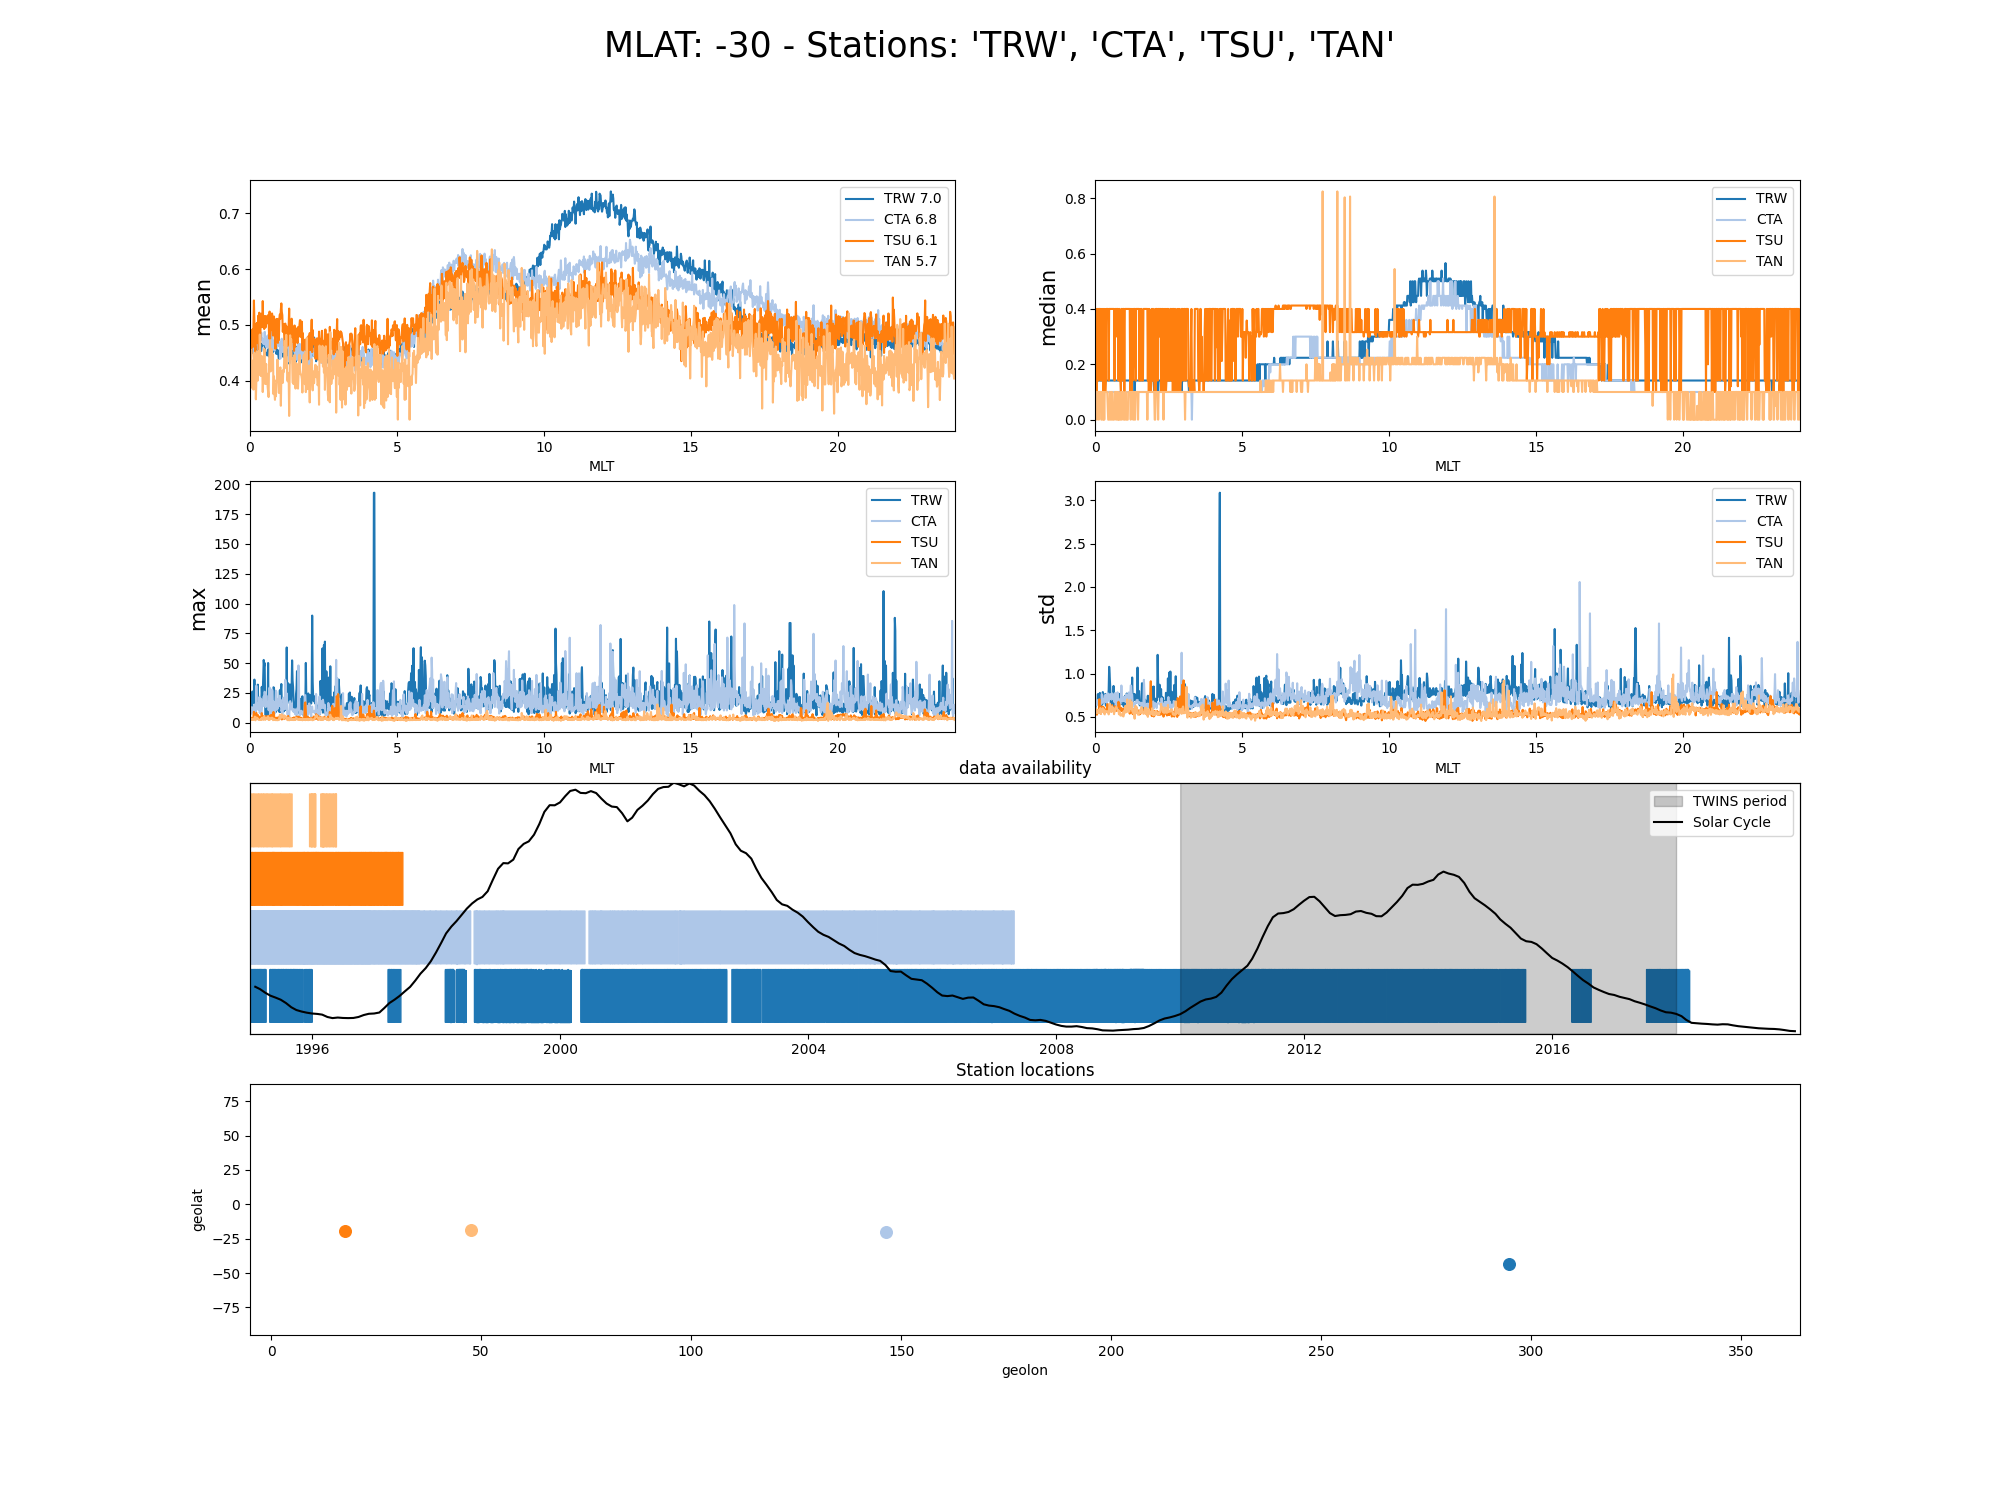 MLAT: -30 - Stations: 'TRW', 'CTA', 'TSU', 'TAN'
mean
0.7
0.6
0.5
0.4
0 5 10 15 20
MLT
TRW 7.0
CTA 6.8
TSU 6.1
TAN 5.7
median
0.8
0.6
0.4
0.2
0.0
0 5 10 15 20
MLT
TRW
CTA
TSU
TAN
max
200
175
150
125
100
75
50
25
0
0 5 10 15 20
MLT
TRW
CTA
TSU
TAN
std
3.0
2.5
2.0
1.5
1.0
0.5
0 5 10 15 20
MLT
TRW
CTA
TSU
TAN
data availability
TWINS period
Solar Cycle
1996 2000 2004 2008 2012 2016
Station locations
geolat
75
50
25
0
−25
−50
−75
0 50 100 150 200 250 300 350
geolon